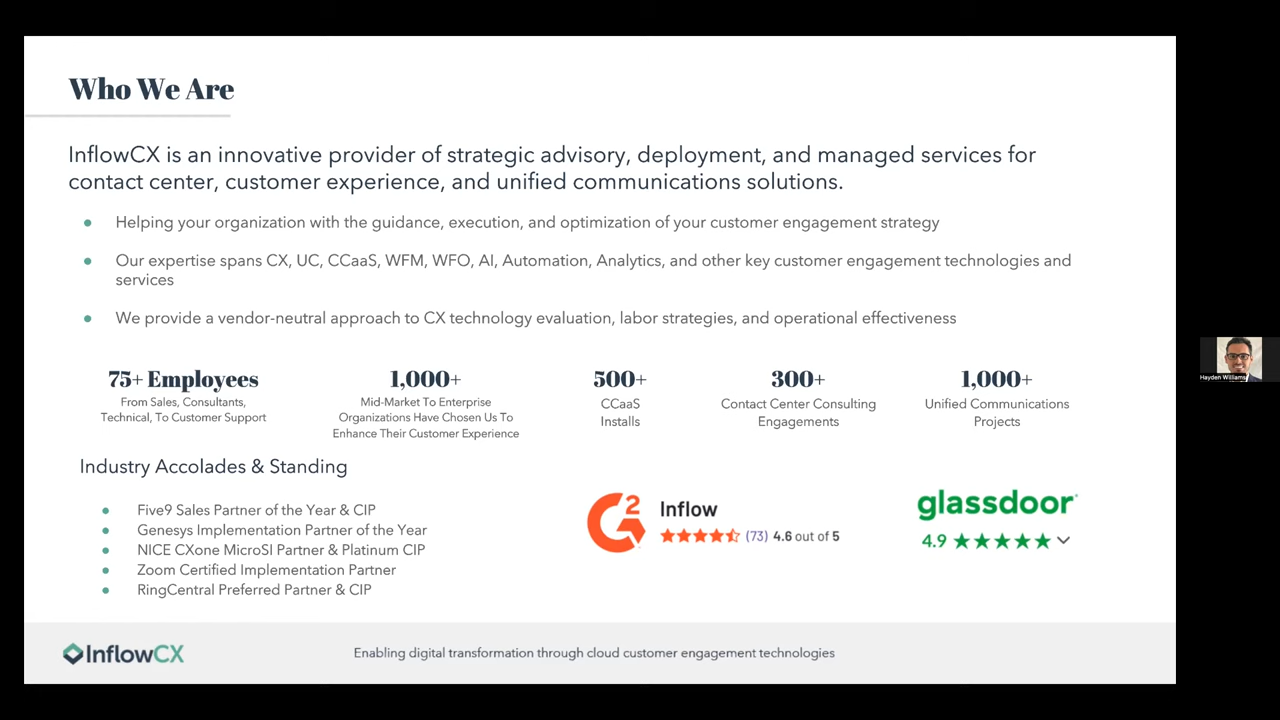 Who We Are
InflowCX is an innovative provider of strategic advisory, deployment, and managed services for
contact center, customer experience, and unified communications solutions.
Helping your organization with the guidance, execution, and optimization of your customer engagement strategy
Our expertise spans CX, UC, CCaaS, WFM, WFO, AI, Automation, Analytics, and other key customer engagement technologies and
services
We provide a vendor-neutral approach to CX technology evaluation, labor strategies, and operational effectiveness
75+ Employees
From Sales, Consultants,
Technical, To Customer Support
1,000+
Mid-Market To Enterprise
Organizations Have Chosen Us To
Enhance Their Customer Experience
500+
CCaaS
Installs
300+
Contact Center Consulting
Engagements
1,000+
Unified Communications
Projects
Hayden Williams
Industry Accolades & Standing
Five9 Sales Partner of the Year & CIP
Genesys Implementation Partner of the Year
NICE CXone MicroSI Partner & Platinum CIP
Zoom Certified Implementation Partner
RingCentral Preferred Partner & CIP
G2
Inflow
(73) 4.6 out of 5
glassdoor
4.9
InflowCX
Enabling digital transformation through cloud customer engagement technologies